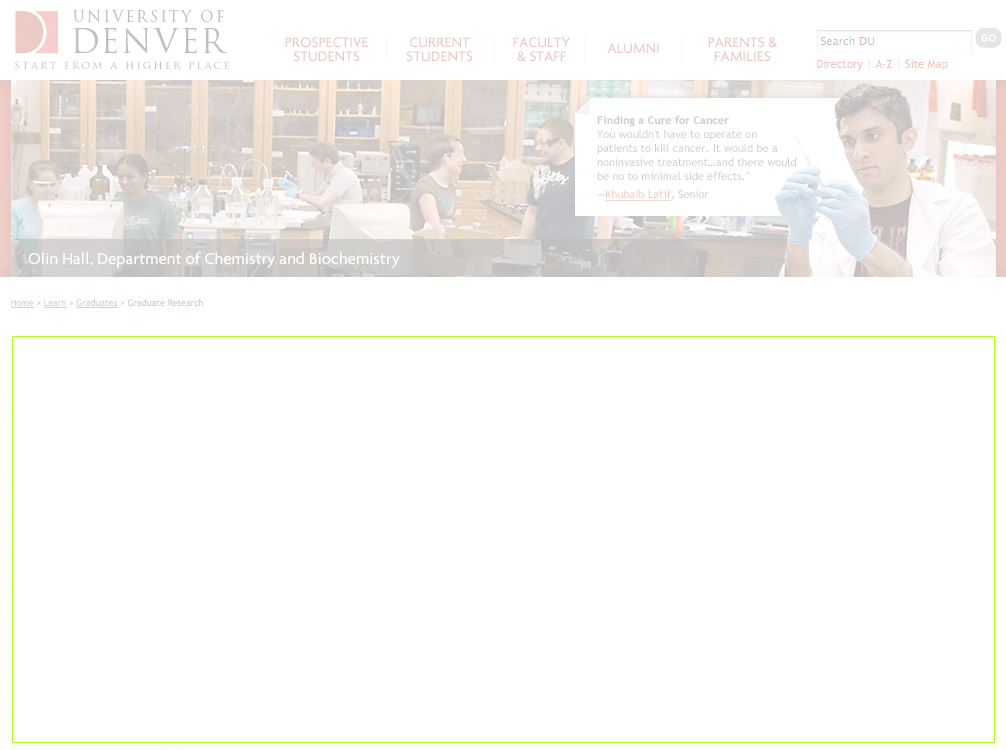 UNIVERSITY OF
DENVER
START FROM A HIGHER PLACE
PROSPECTIVE
STUDENTS
CURRENT
STUDENTS
FACULTY
& STAFF
ALUMNI
PARENTS &
FAMILIES
Search DU
GO
Directory | A-Z | Site Map
Finding a Cure for Cancer
You wouldn't have to operate on
patients to kill cancer. It would be a
noninvasive treatment...and there would
be no to minimal side effects."
—Khubaib Latif, Senior
Olin Hall, Department of Chemistry and Biochemistry
Home > Learn > Graduates > Graduate Research